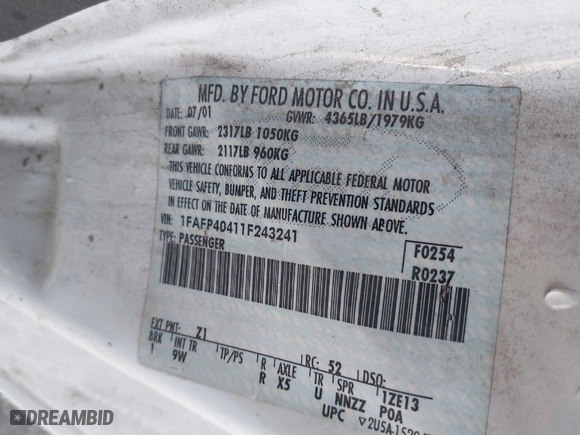 MFD. BY FORD MOTOR CO. IN U.S.A.
DATE: 07/01 GVWR: 4365LB/1979KG
FRONT GAWR: 2317LB 1050KG
REAR GAWR: 2117LB 960KG
THIS VEHICLE CONFORMS TO ALL APPLICABLE FEDERAL MOTOR
VEHICLE SAFETY, BUMPER, AND THEFT PREVENTION STANDARDS
IN EFFECT ON THE DATE OF MANUFACTURE SHOWN ABOVE.
VIN: 1FAFP40411F243241
TYPE: PASSENGER
F0254
R0237
EXT PNT: Z1 RC: 52 DSO:
BRK INT TR TP/PS R AXLE TR SPR 1ZE13
1 9W R X5 U NNZZ POA
UPC
DREAMBID